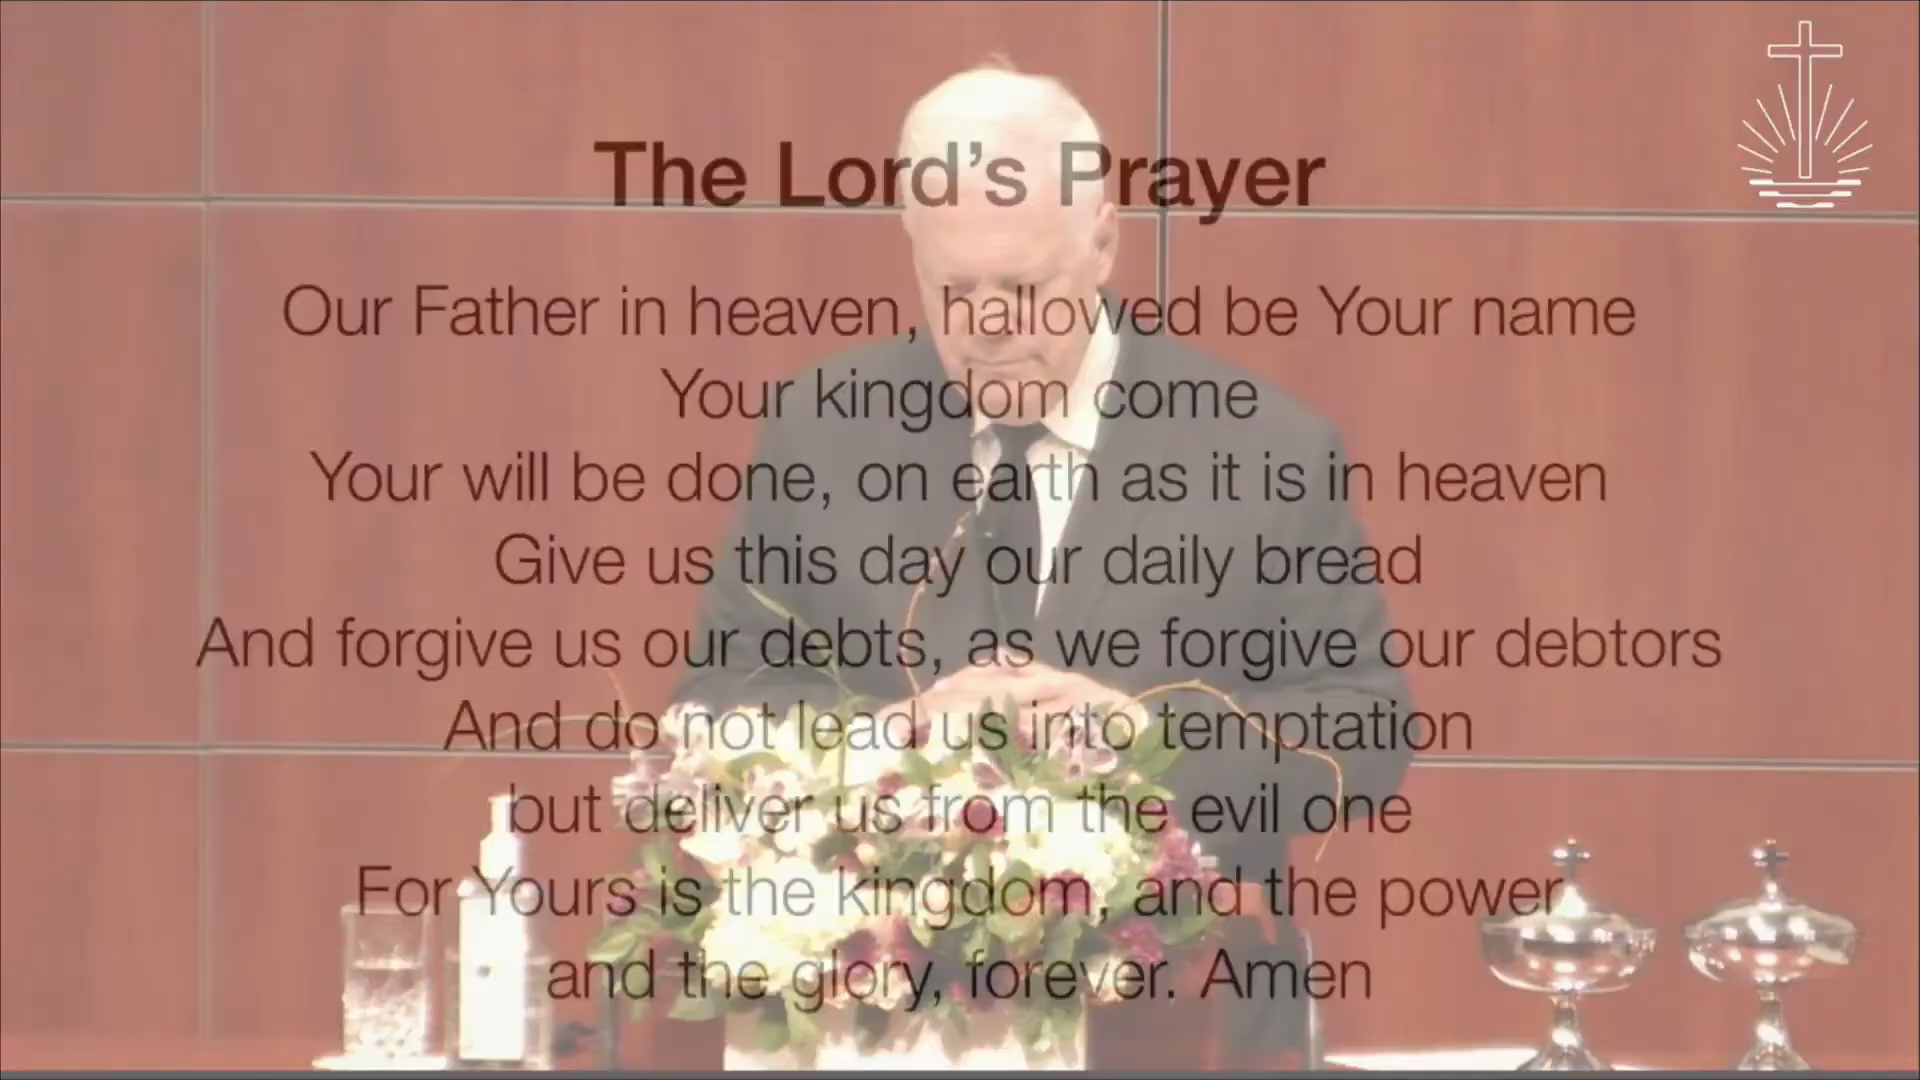 The Lord’s Prayer
Our Father in heaven, hallowed be Your name
Your kingdom come
Your will be done, on earth as it is in heaven
Give us this day our daily bread
And forgive us our debts, as we forgive our debtors
And do not lead us into temptation
but deliver us from the evil one
For Yours is the kingdom, and the power
and the glory, forever. Amen